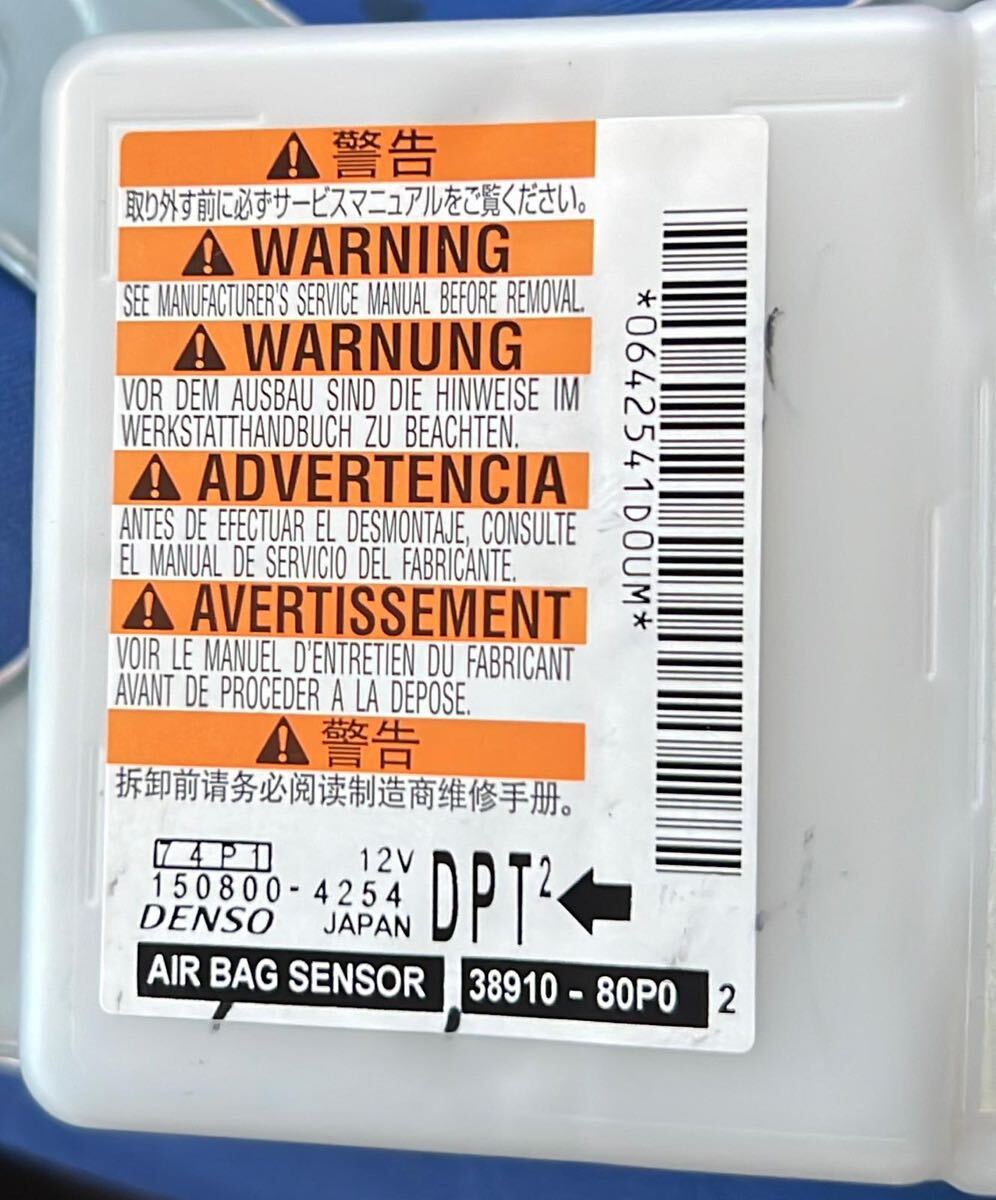 警告
取り外す前に必ずサービスマニュアルをご覧ください。
WARNING
SEE MANUFACTURER'S SERVICE MANUAL BEFORE REMOVAL.
WARNUNG
VOR DEM AUSBAU SIND DIE HINWEISE IM
WERKSTATTHANDBUCH ZU BEACHTEN.
ADVERTENCIA
ANTES DE EFECTUAR EL DESMONTAJE, CONSULTE
EL MANUAL DE SERVICIO DEL FABRICANTE.
AVERTISSEMENT
VOIR LE MANUEL D'ENTRETIEN DU FABRICANT
AVANT DE PROCEDER A LA DEPOSE.
警告
拆卸前请务必阅读制造商维修手册。
74P1 12V
150800-4254
DENSO JAPAN
DPT²
AIR BAG SENSOR 38910 - 80P0 2
*0642541D0UM*